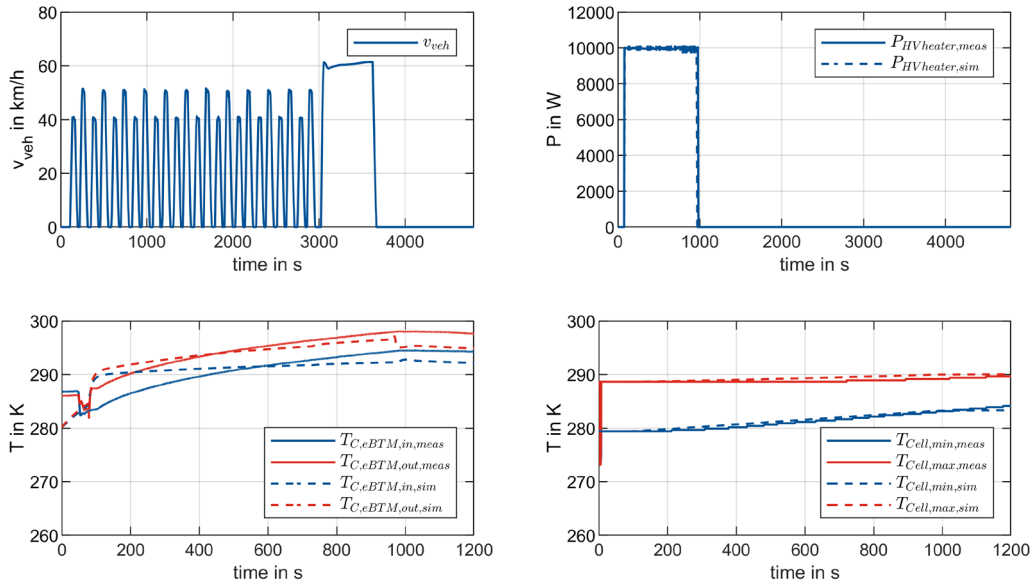 80
60
40
20
0
v_veh in km/h
0 1000 2000 3000 4000
time in s
v_veh
12000
10000
8000
6000
4000
2000
0
P in W
0 1000 2000 3000 4000
time in s
P_HVheater,meas
P_HVheater,sim
300
290
280
270
260
T in K
0 200 400 600 800 1000 1200
time in s
T_C,eBTM,in,meas
T_C,eBTM,out,meas
T_C,eBTM,in,sim
T_C,eBTM,out,sim
300
290
280
270
260
T in K
0 200 400 600 800 1000 1200
time in s
T_Cell,min,meas
T_Cell,max,meas
T_Cell,min,sim
T_Cell,max,sim